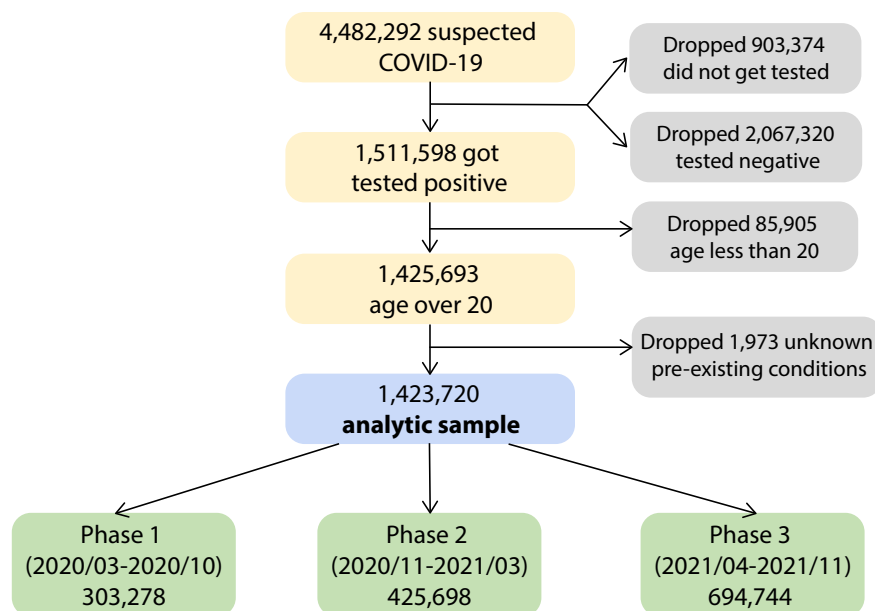 4,482,292 suspected
COVID-19
Dropped 903,374
did not get tested
Dropped 2,067,320
tested negative
1,511,598 got
tested positive
Dropped 85,905
age less than 20
1,425,693
age over 20
Dropped 1,973 unknown
pre-existing conditions
1,423,720
analytic sample
Phase 1
(2020/03-2020/10)
303,278
Phase 2
(2020/11-2021/03)
425,698
Phase 3
(2021/04-2021/11)
694,744